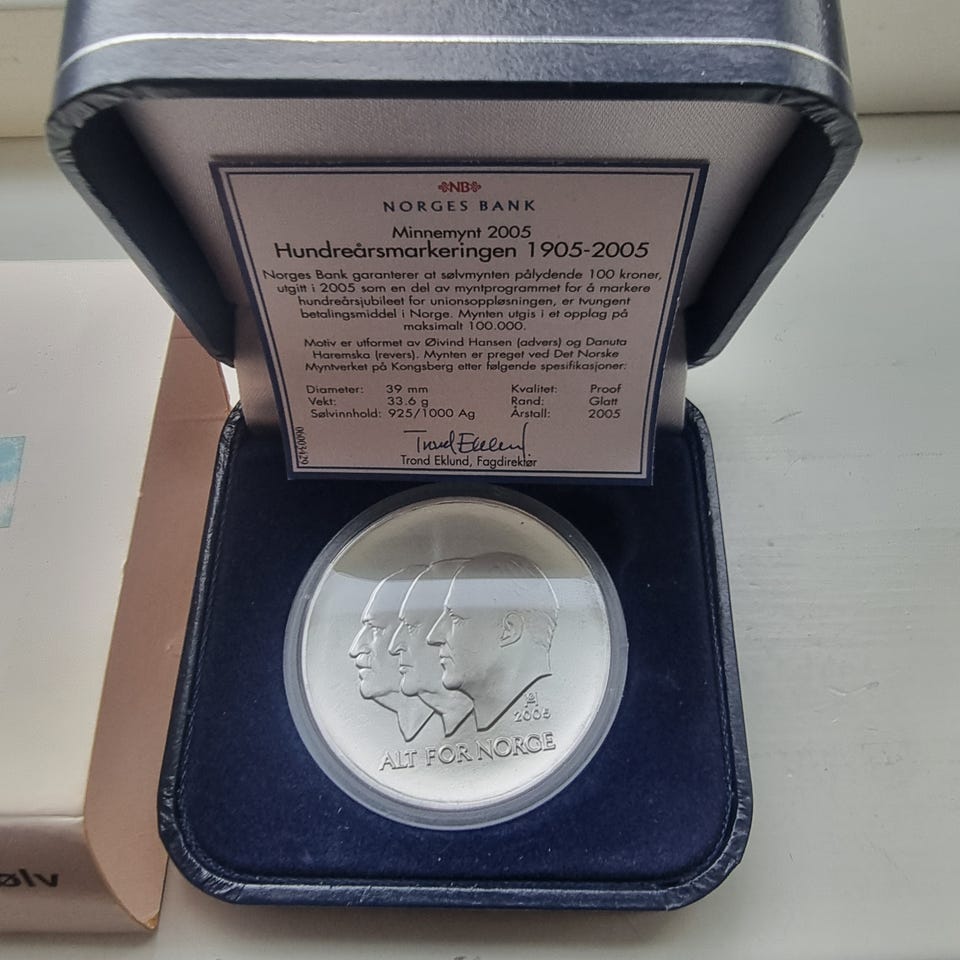 NB
NORGES BANK
Minnemynt 2005
Hundreårsmarkeringen 1905-2005
Norges Bank garanterer at sølvmynten pålydende 100 kroner,
utgitt i 2005 som en del av myntprogrammet for å markere
hundreårsjubileet for unionsoppløsningen, er tvungent
betalingsmiddel i Norge. Mynten utgis i et opplag på
maksimalt 100.000.
Motiv er utformet av Øivind Hansen (advers) og Danuta
Haremska (revers). Mynten er preget ved Det Norske
Myntverket på Kongsberg etter følgende spesifikasjoner:
Diameter: 39 mm Kvalitet: Proof
Vekt: 33.6 g Rand: Glatt
Sølvinnhold: 925/1000 Ag Årstall: 2005
Trond Eklund
Trond Eklund, Fagdirektør
06003429
2005
ALT FOR NORGE
ølv